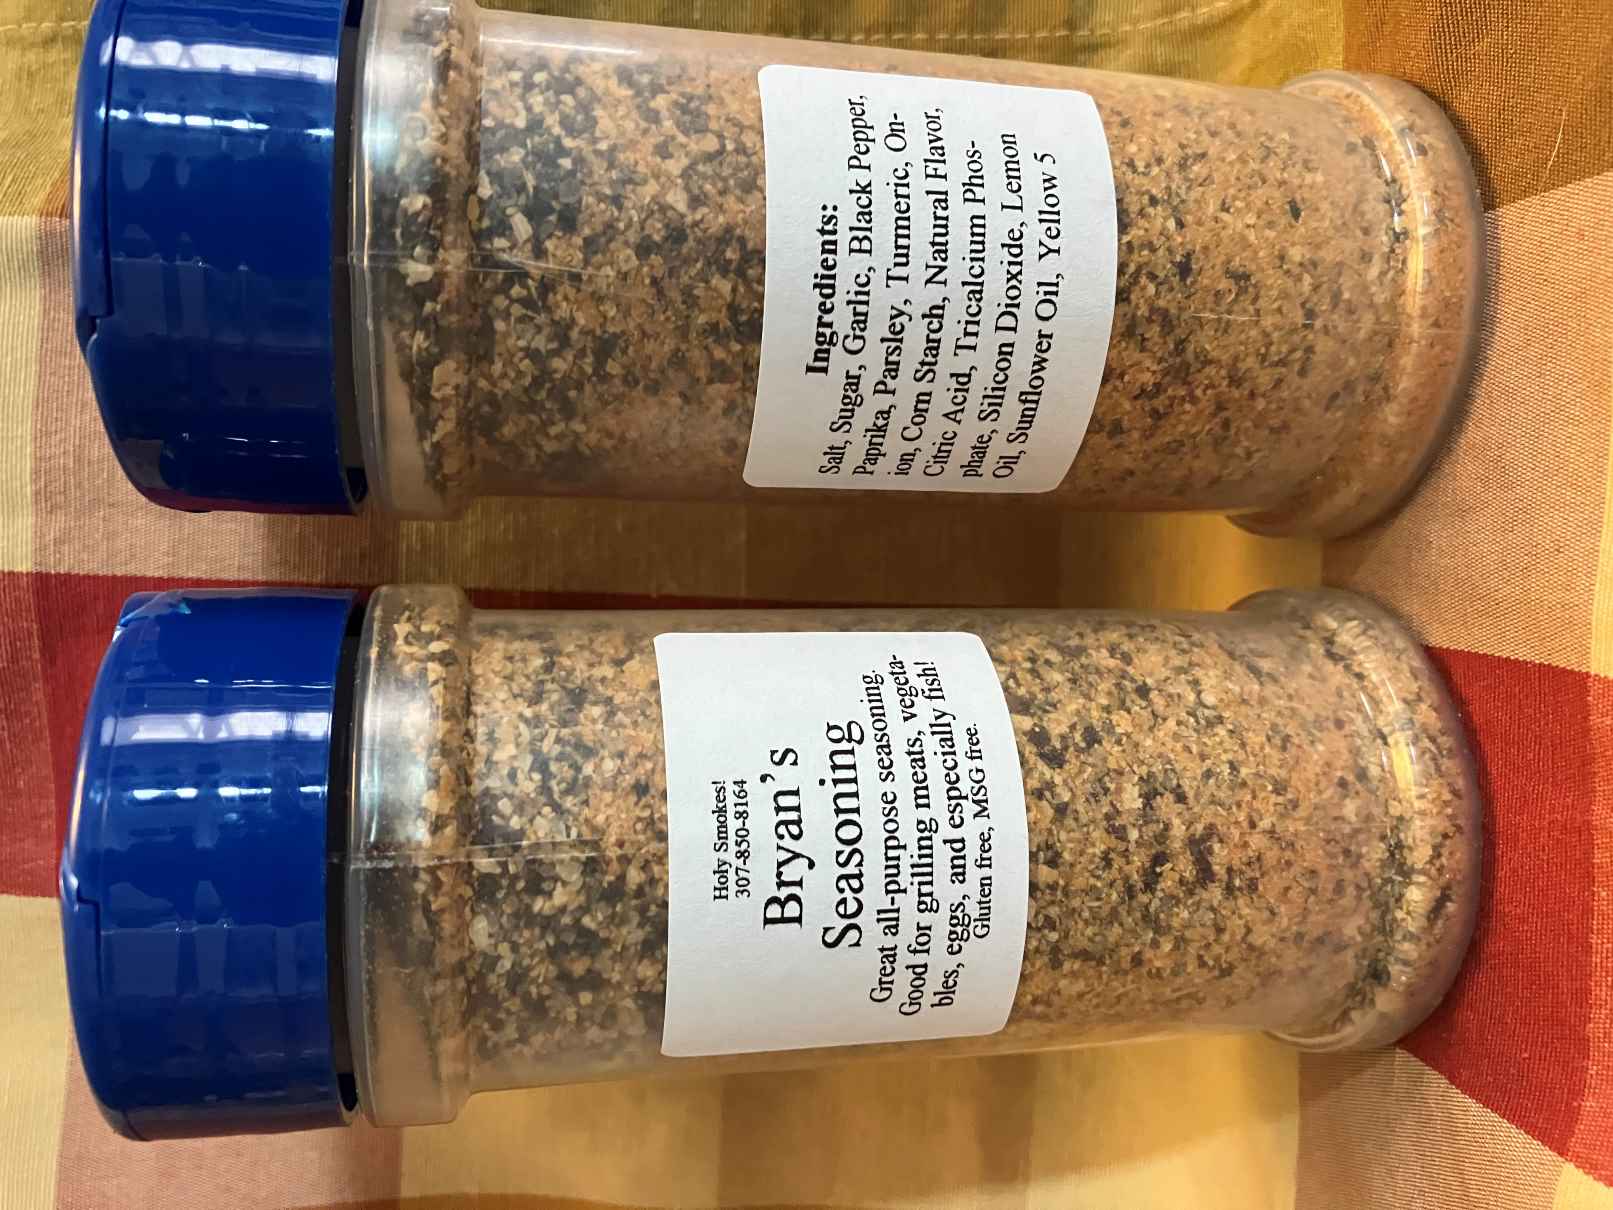 Holy Smokes!
307-850-8164
Bryan's
Seasoning
Great all-purpose seasoning.
Good for grilling meats, vegeta-
bles, eggs, and especially fish!
Gluten free, MSG free.
Ingredients:
Salt, Sugar, Garlic, Black Pepper,
Paprika, Parsley, Turmeric, On-
ion, Corn Starch, Natural Flavor,
Citric Acid, Tricalcium Phos-
phate, Silicon Dioxide, Lemon
Oil, Sunflower Oil, Yellow 5